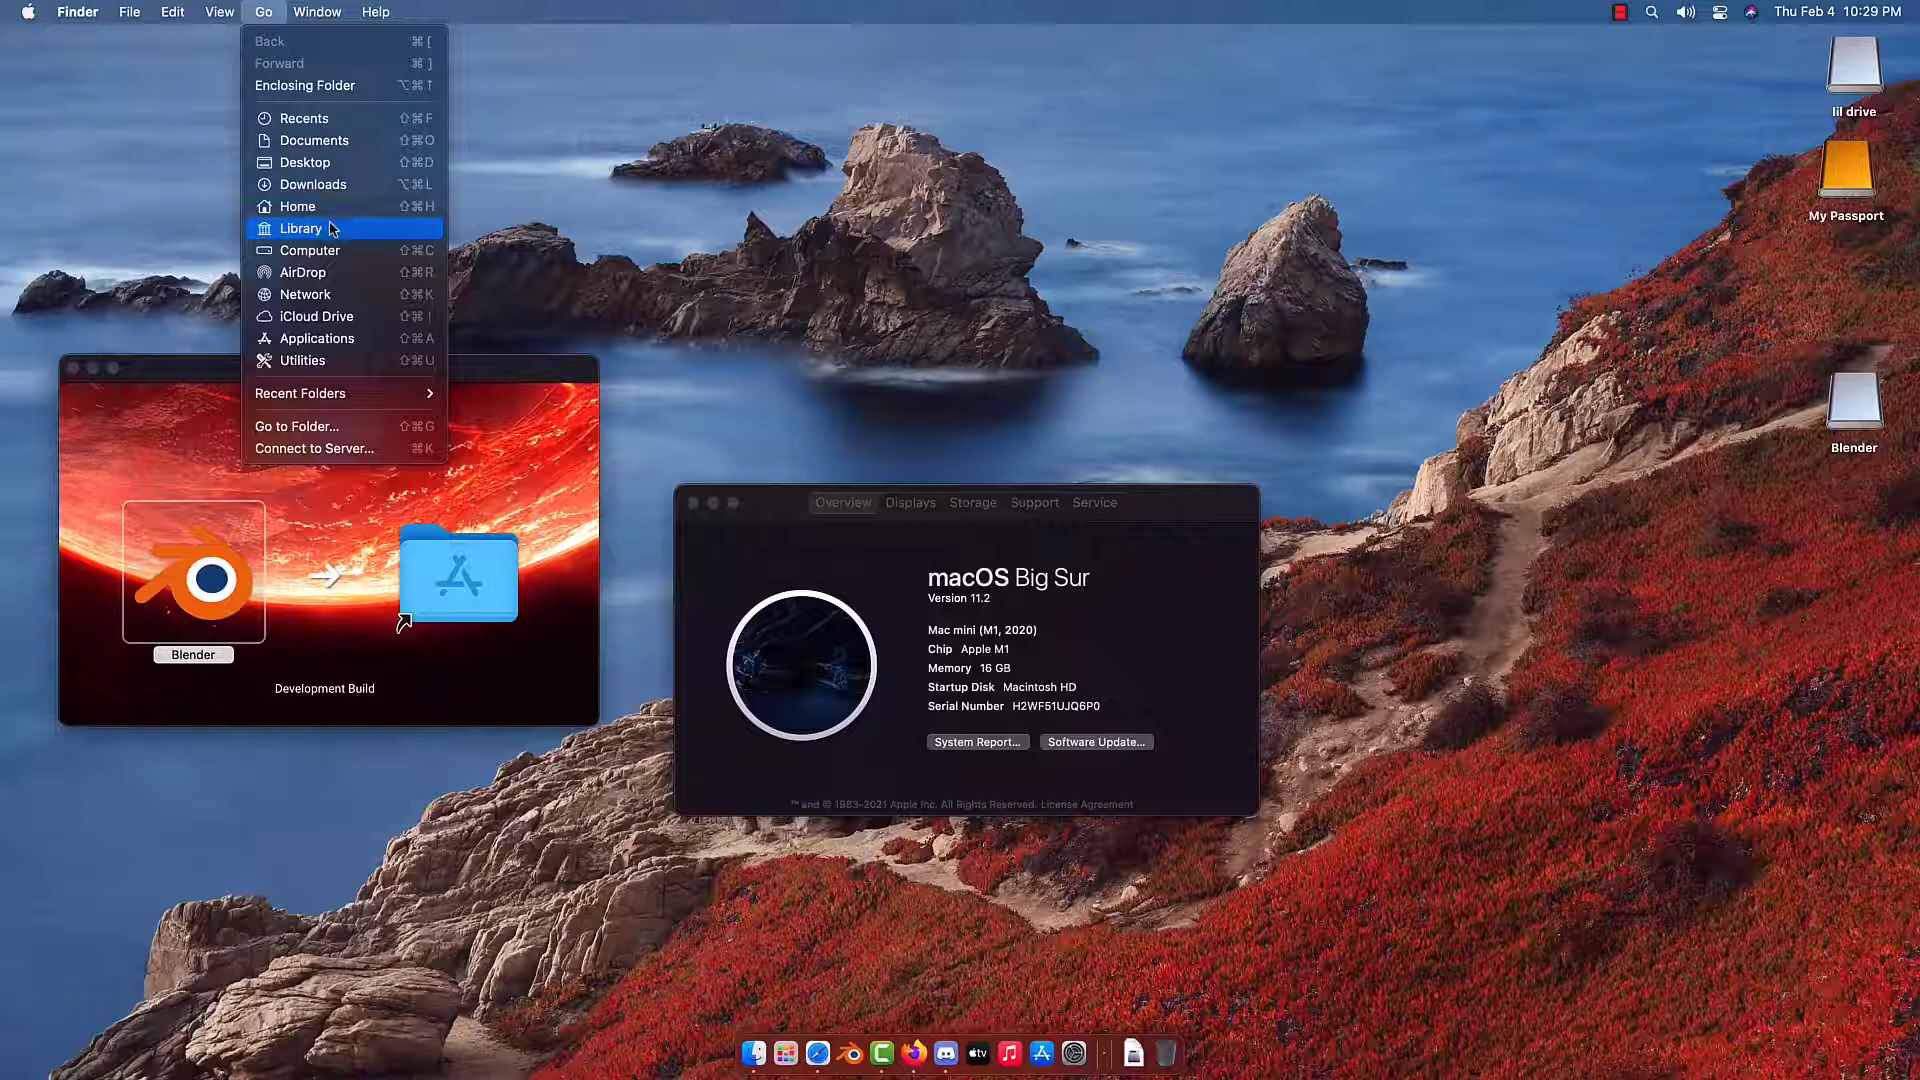 Finder File Edit View Go Window Help
Thu Feb 4 10:29 PM
Back ⌘ [
Forward ⌘ ]
Enclosing Folder ⌥⌘↑
Recents ⇧⌘F
Documents ⇧⌘O
Desktop ⇧⌘D
Downloads ⌥⌘L
Home ⇧⌘H
Library
Computer ⇧⌘C
AirDrop ⇧⌘R
Network ⇧⌘K
iCloud Drive ⇧⌘I
Applications ⇧⌘A
Utilities ⇧⌘U
Recent Folders
Go to Folder... ⇧⌘G
Connect to Server... ⌘K
Blender
Development Build
Overview Displays Storage Support Service
macOS Big Sur
Version 11.2
Mac mini (M1, 2020)
Chip Apple M1
Memory 16 GB
Startup Disk Macintosh HD
Serial Number H2WF51UJQ6P0
System Report... Software Update...
™ and © 1983-2021 Apple Inc. All Rights Reserved. License Agreement
lil drive
My Passport
Blender
tv